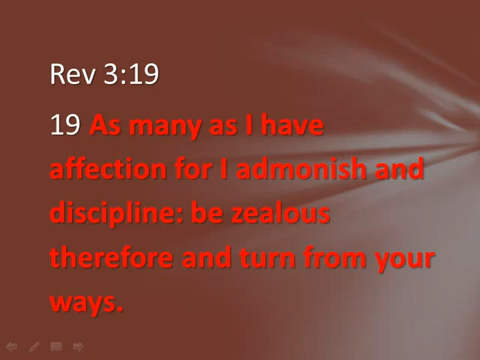 Rev 3:19
19 As many as I have
affection for I admonish and
discipline: be zealous
therefore and turn from your
ways.